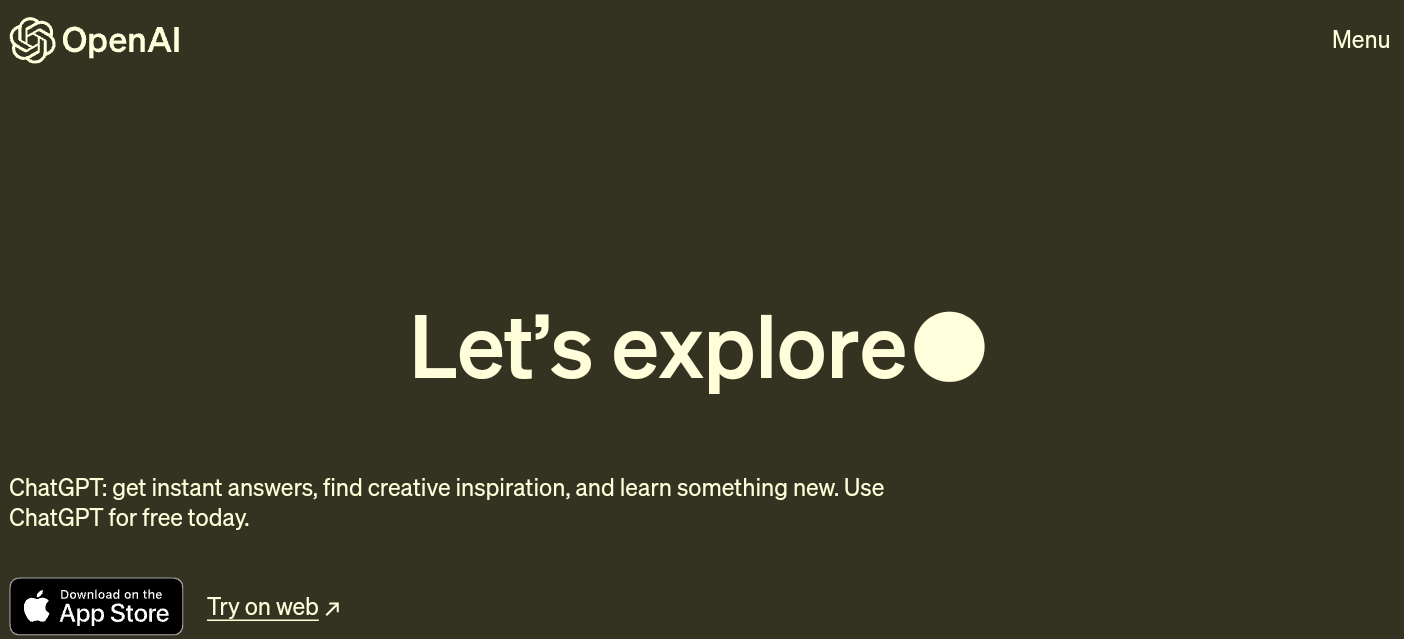 OpenAI
Menu
Let’s explore
ChatGPT: get instant answers, find creative inspiration, and learn something new. Use
ChatGPT for free today.
Download on the
App Store
Try on web ↗